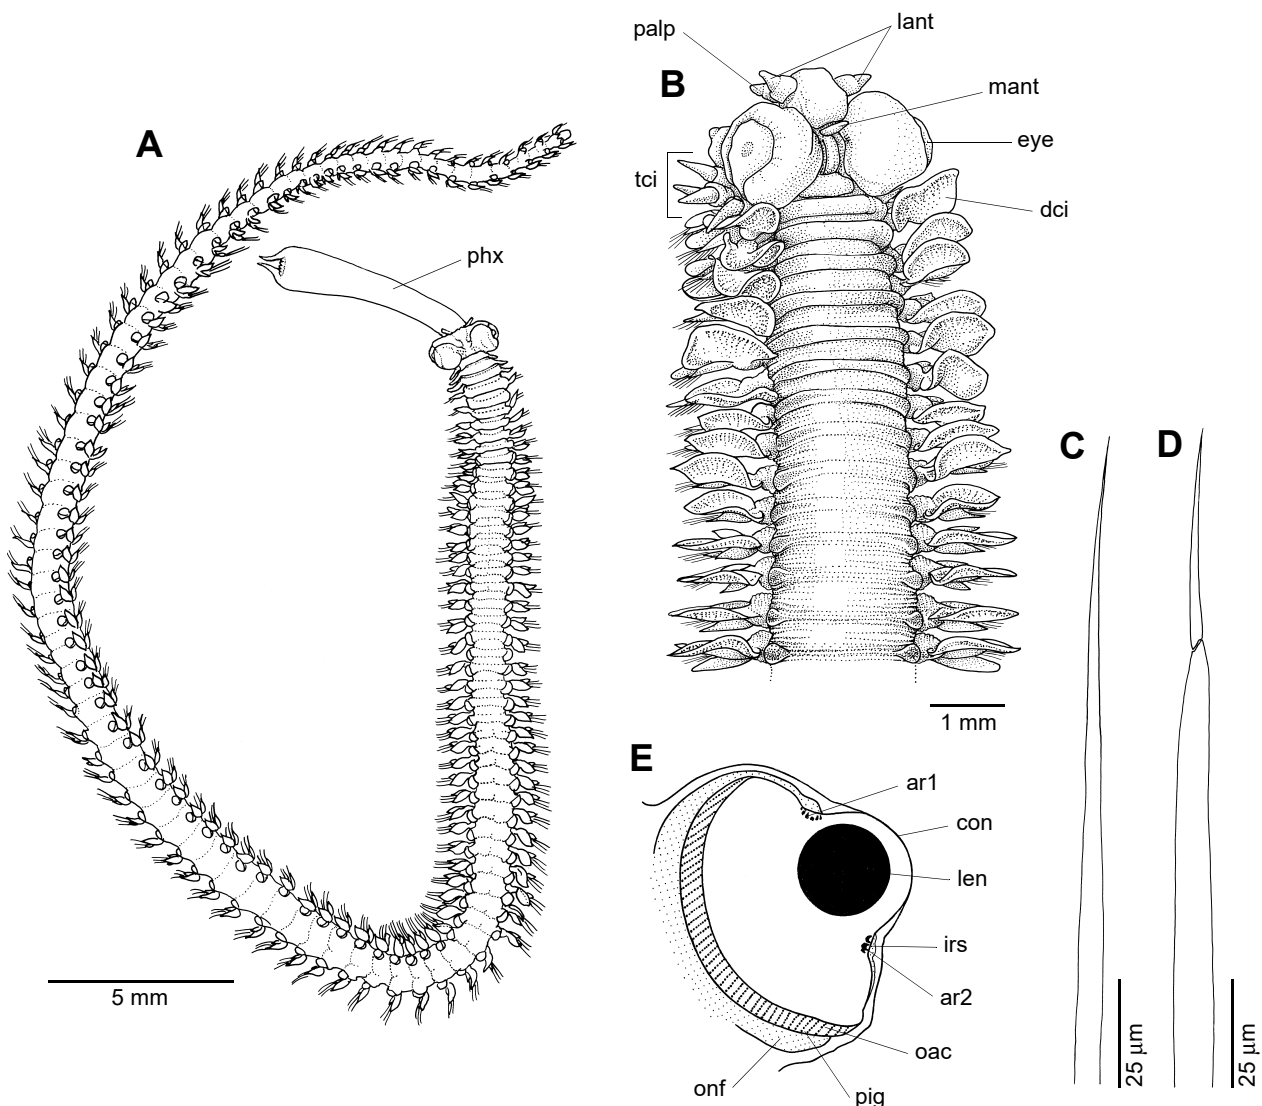 A
phx
5 mm
B
palp
lant
mant
eye
tci
dci
1 mm
C
25 µm
D
25 µm
E
ar1
con
len
irs
ar2
oac
onf
pig